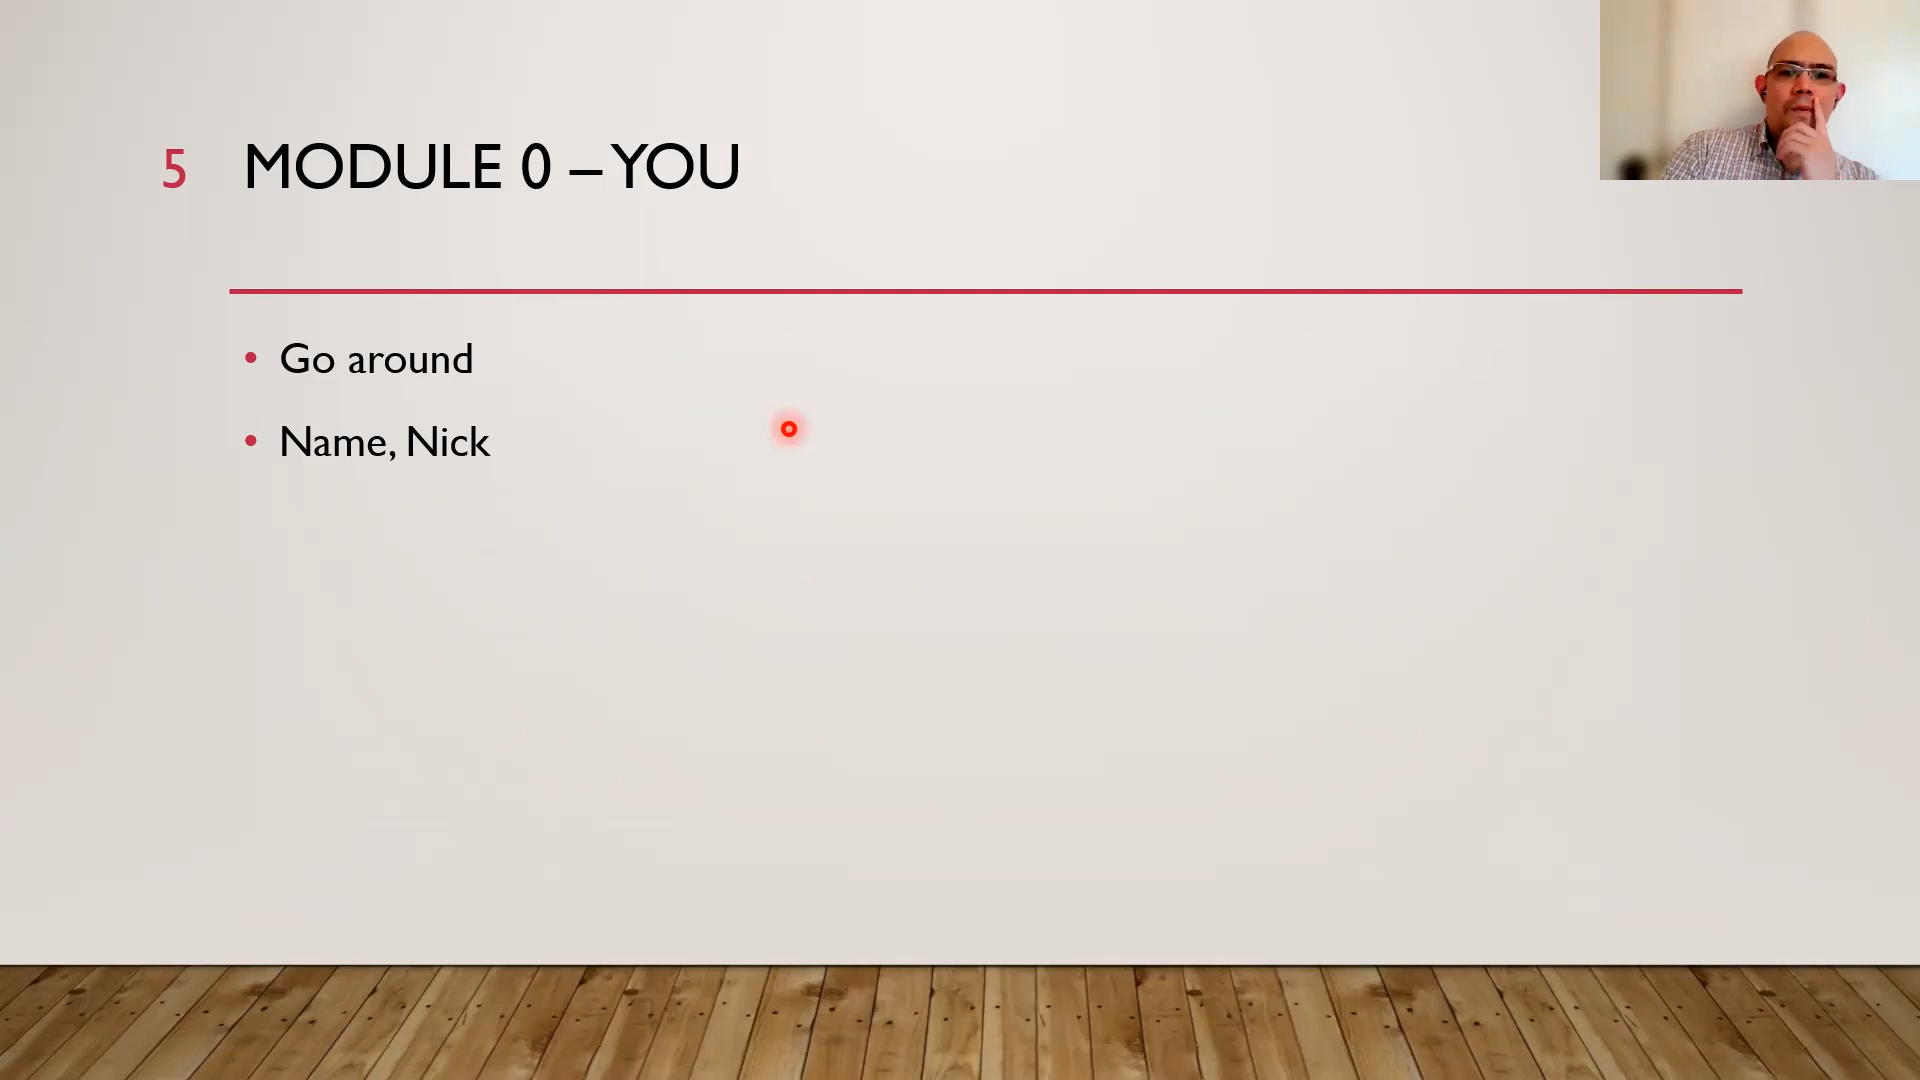 5 MODULE 0 – YOU
• Go around
• Name, Nick